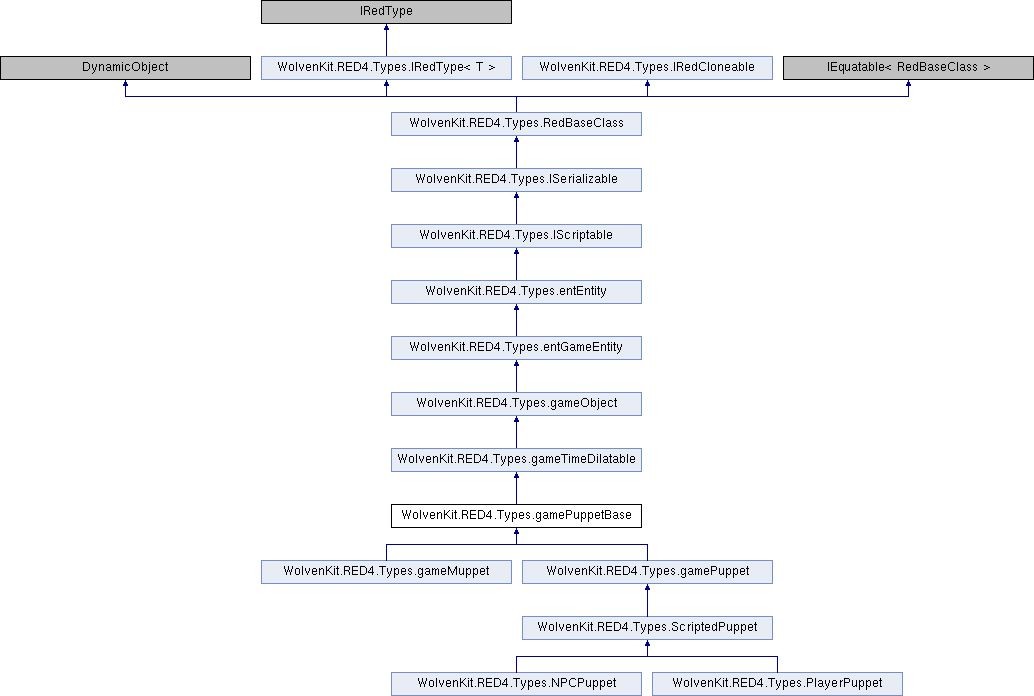 IRedType
DynamicObject
WolvenKit.RED4.Types.IRedType< T >
WolvenKit.RED4.Types.IRedCloneable
IEquatable< RedBaseClass >
WolvenKit.RED4.Types.RedBaseClass
WolvenKit.RED4.Types.ISerializable
WolvenKit.RED4.Types.IScriptable
WolvenKit.RED4.Types.entEntity
WolvenKit.RED4.Types.entGameEntity
WolvenKit.RED4.Types.gameObject
WolvenKit.RED4.Types.gameTimeDilatable
WolvenKit.RED4.Types.gamePuppetBase
WolvenKit.RED4.Types.gameMuppet
WolvenKit.RED4.Types.gamePuppet
WolvenKit.RED4.Types.ScriptedPuppet
WolvenKit.RED4.Types.NPCPuppet
WolvenKit.RED4.Types.PlayerPuppet